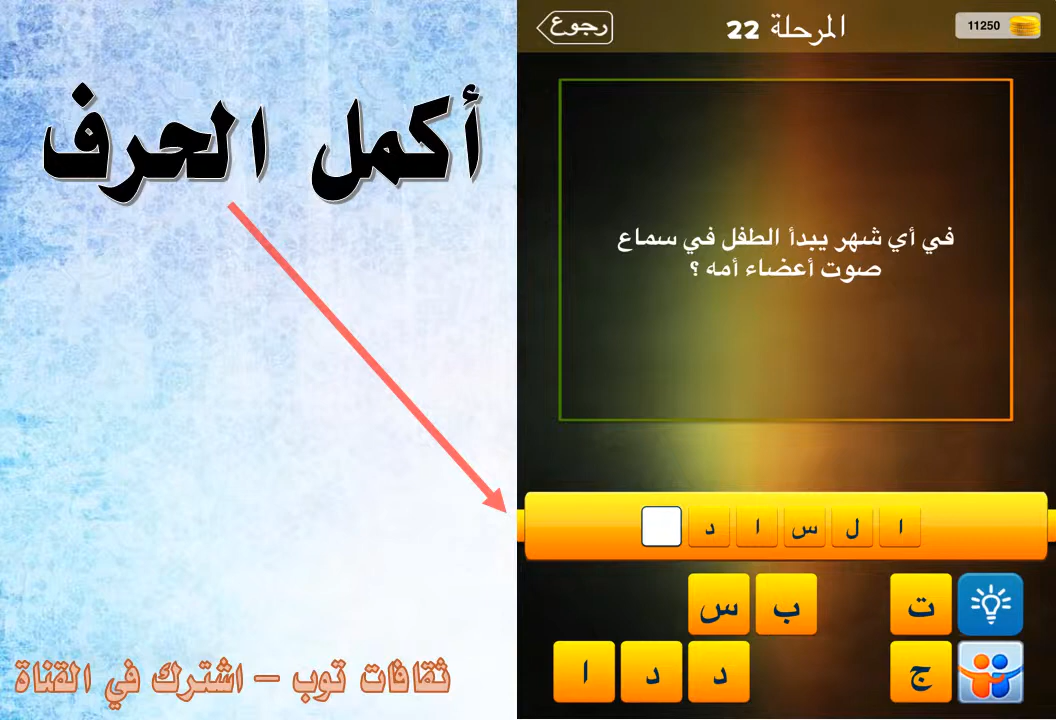 أكمل الحرف
ثقافات توب – اشترك في القناة
رجوع
المرحلة 22
11250
في أي شهر يبدأ الطفل في سماع
صوت أعضاء أمه ؟
ا ل س ا د
ت ب س
ج د د ا